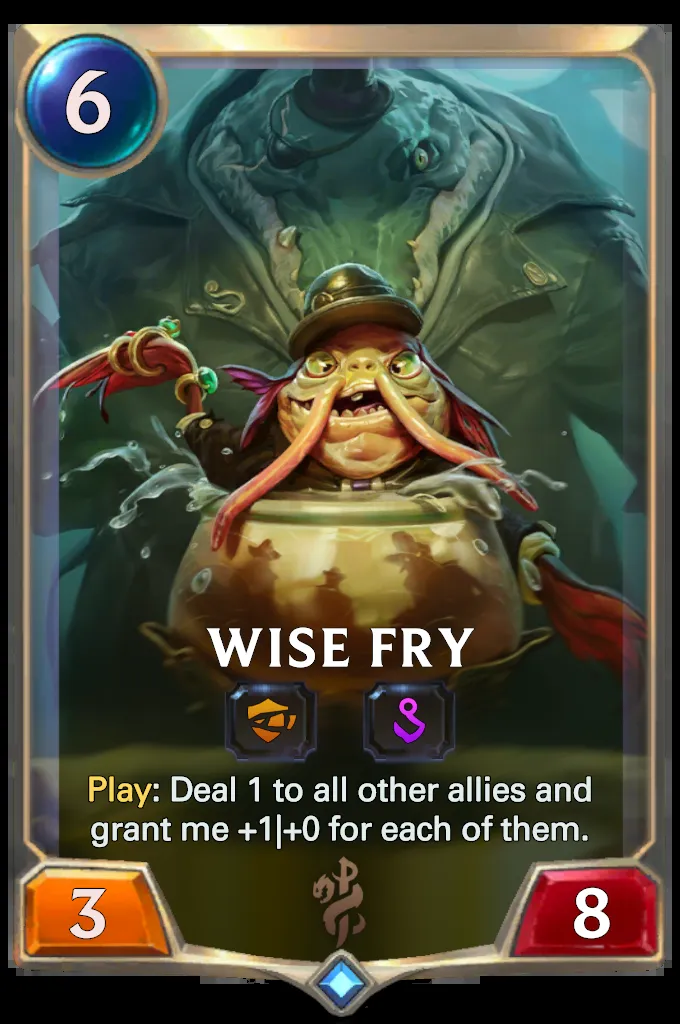 6
WISE FRY
Play: Deal 1 to all other allies and
grant me +1|+0 for each of them.
3
8